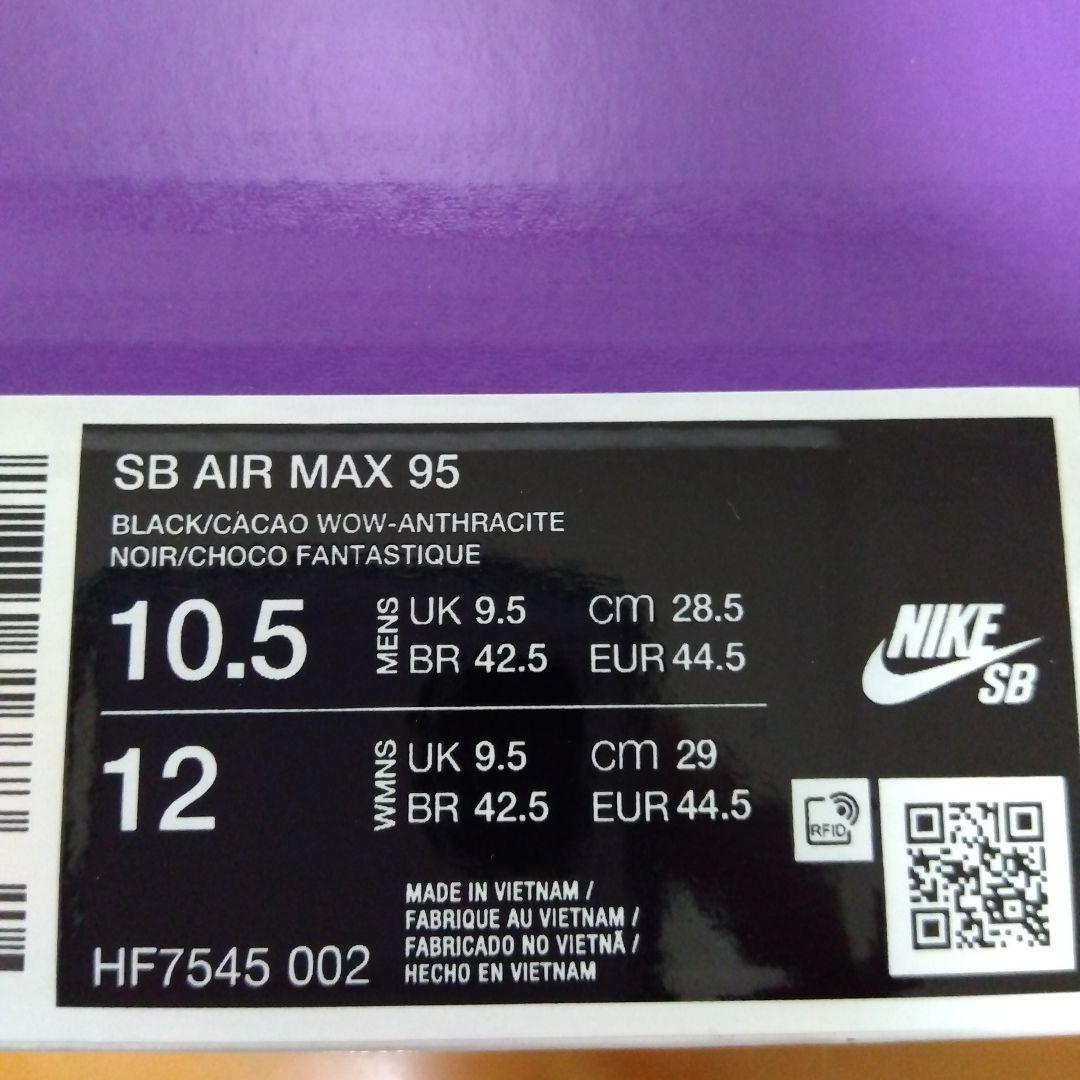 SB AIR MAX 95
BLACK/CACAO WOW-ANTHRACITE
NOIR/CHOCO FANTASTIQUE
10.5 MENS UK 9.5 cm 28.5
BR 42.5 EUR 44.5
12 WMNS UK 9.5 cm 29
BR 42.5 EUR 44.5
NIKE
SB
RFID
MADE IN VIETNAM /
FABRIQUE AU VIETNAM /
FABRICADO NO VIETNÃ /
HECHO EN VIETNAM
HF7545 002